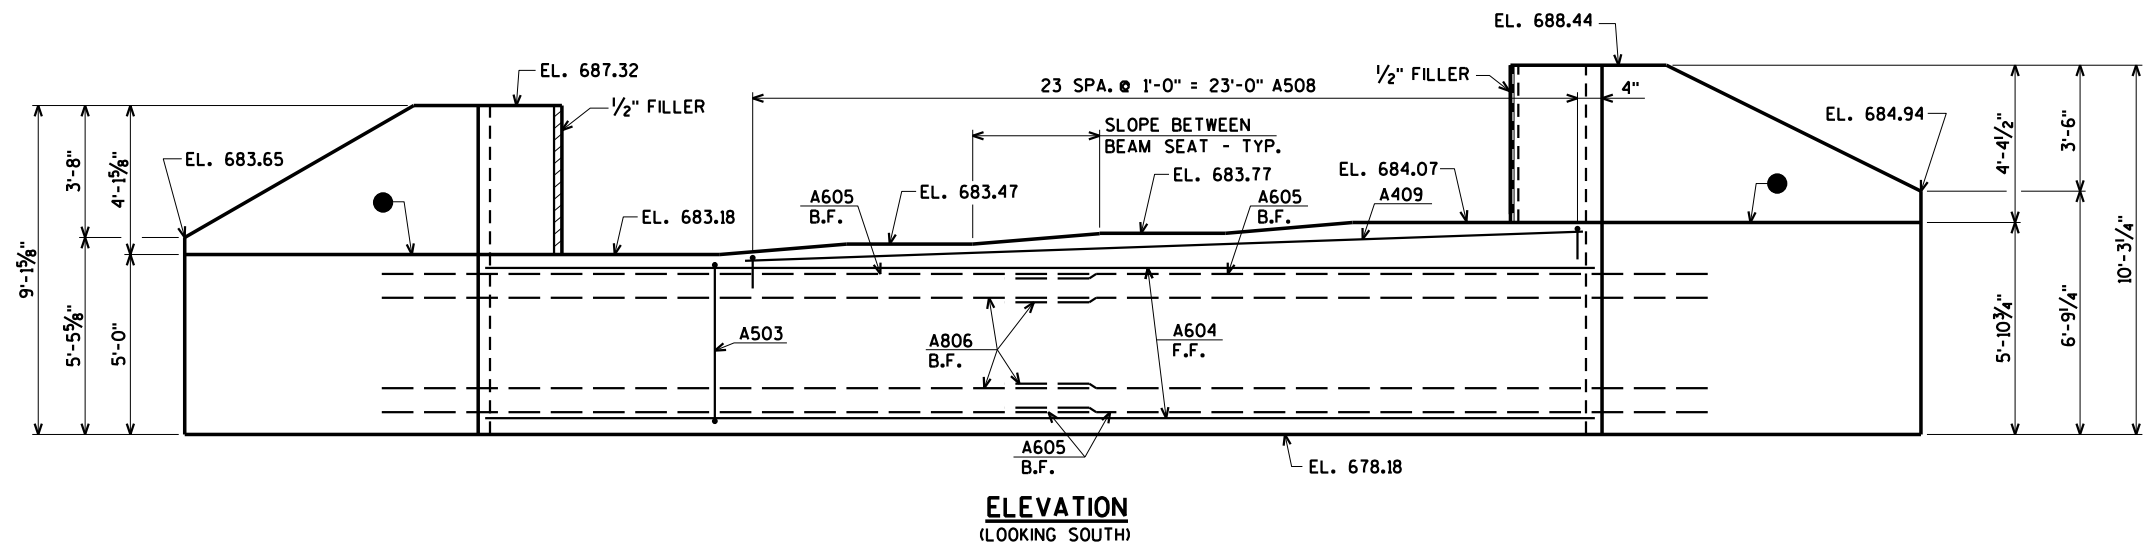 EL. 688.44
EL. 687.32
1/2" FILLER
23 SPA. @ 1'-0" = 23'-0" A508
1/2" FILLER
4"
EL. 684.94
SLOPE BETWEEN
BEAM SEAT - TYP.
EL. 683.65
EL. 683.18
A605
B.F.
EL. 683.47
EL. 683.77
A605
B.F.
EL. 684.07
A409
9'-1 5/8"
3'-8"
5'-5 5/8"
4'-1 5/8"
5'-0"
4'-4 1/2"
5'-10 3/4"
3'-6"
6'-9 1/4"
10'-3 1/4"
A503
A806
B.F.
A604
F.F.
A605
B.F.
EL. 678.18
ELEVATION
(LOOKING SOUTH)